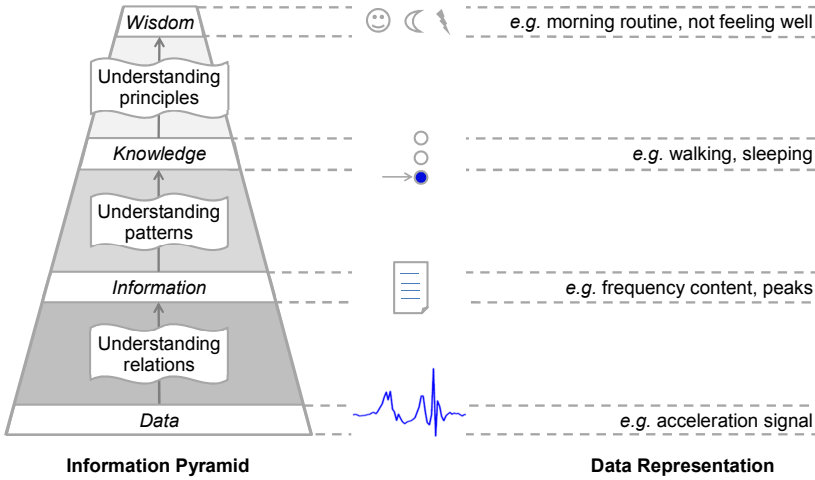 Wisdom
e.g. morning routine, not feeling well
Understanding
principles
Knowledge
e.g. walking, sleeping
Understanding
patterns
Information
e.g. frequency content, peaks
Understanding
relations
Data
e.g. acceleration signal
Information Pyramid
Data Representation